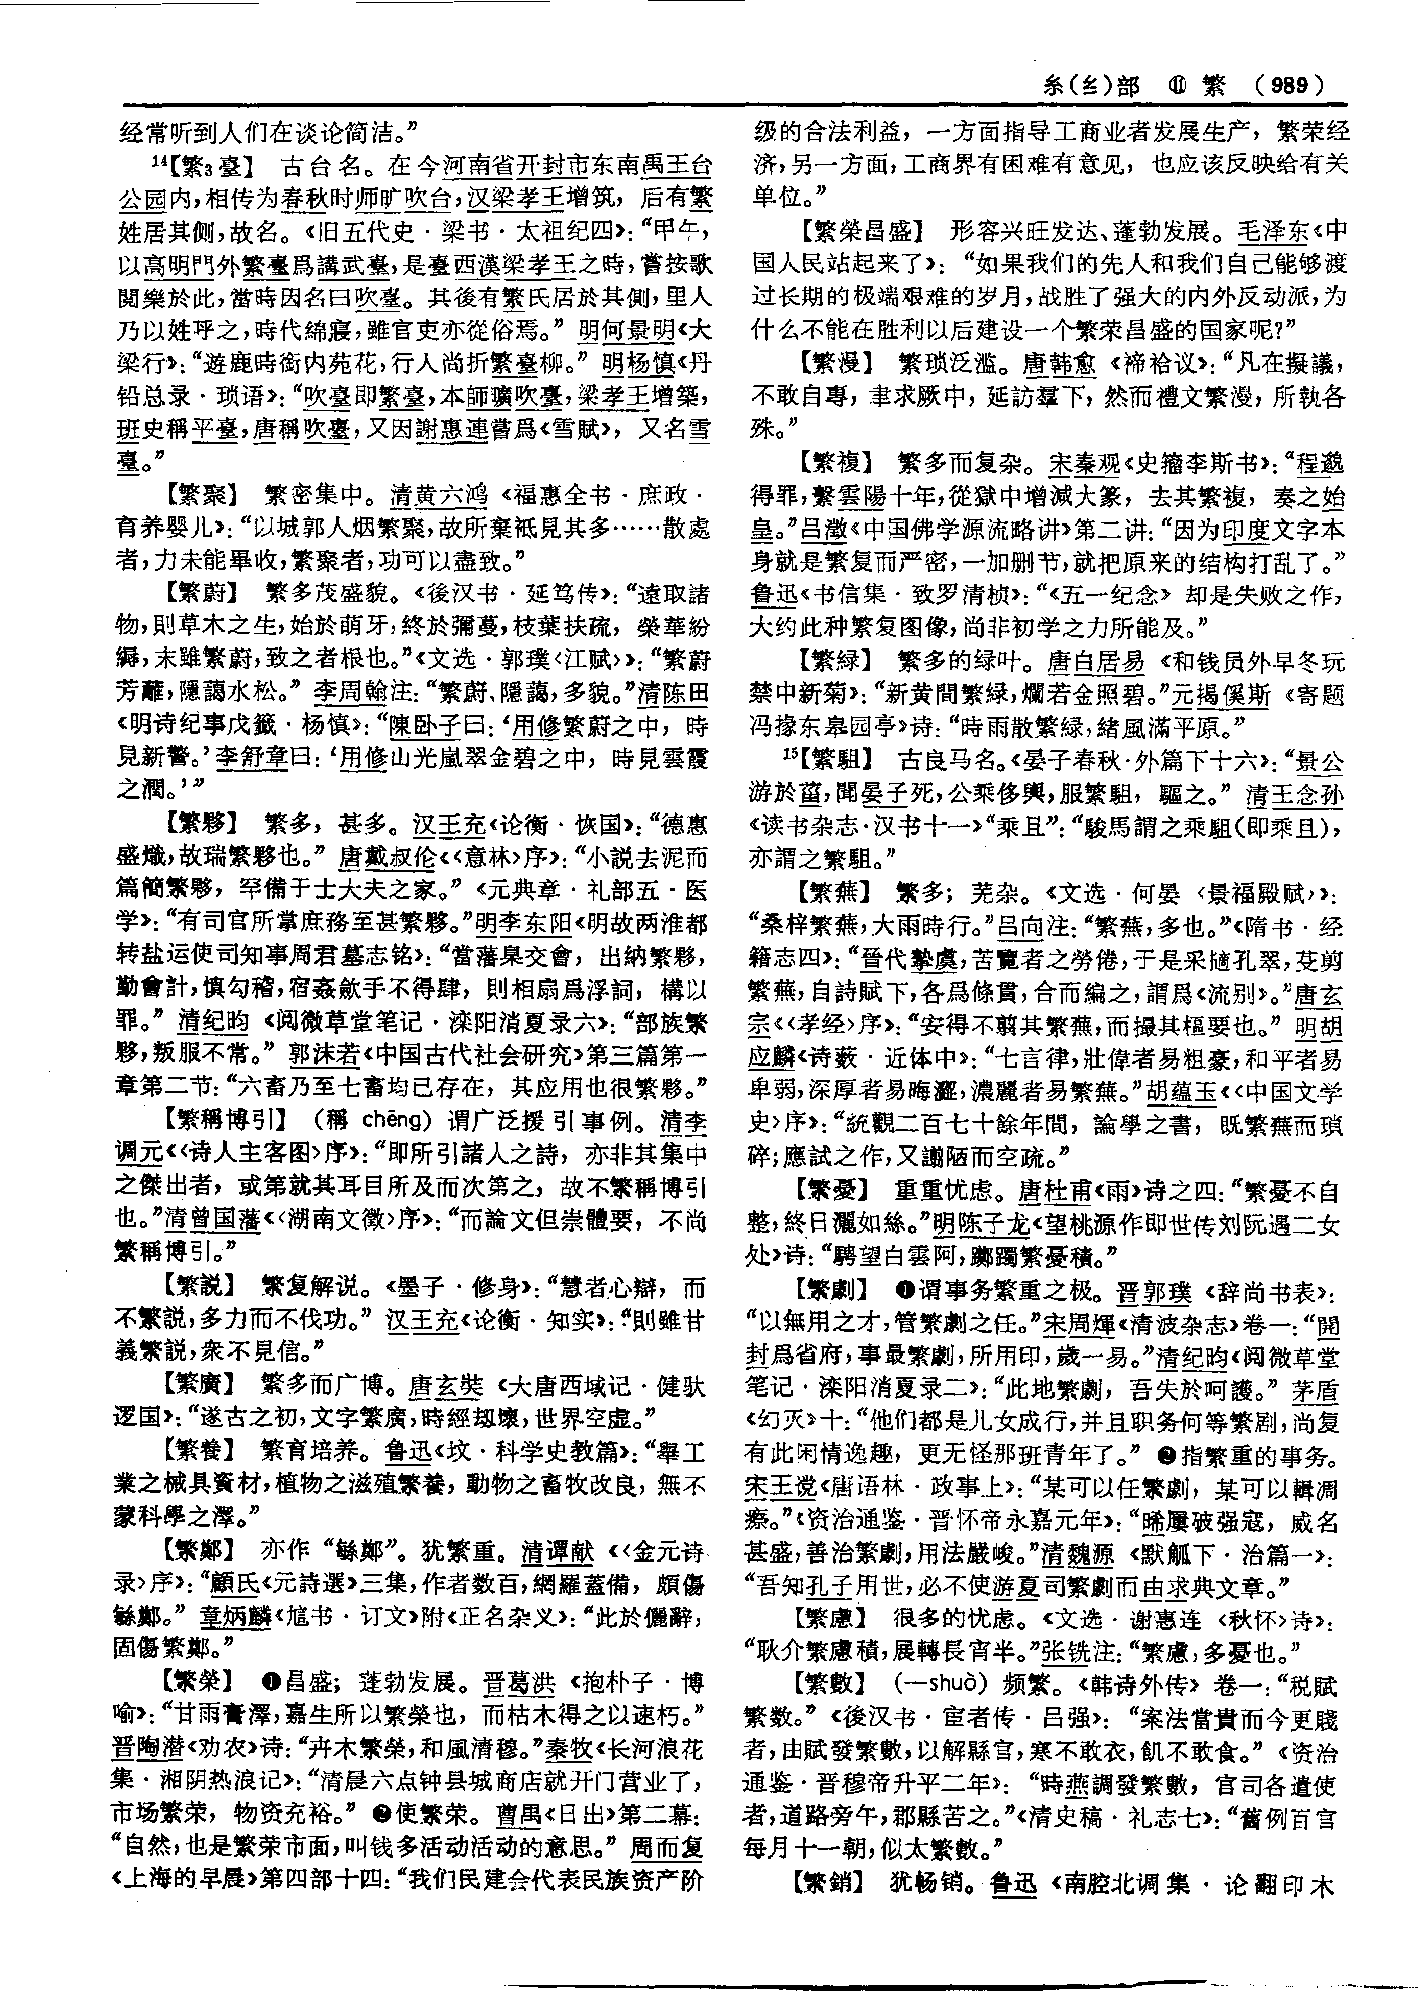 糸(纟)部 ⑪ 繁 (989)
经常听到人们在谈论简洁。”
14【繁3臺】 古台名。在今河南省开封市东南禹王台
公园内,相传为春秋时师旷吹台,汉梁孝王增筑，后有繁
姓居其侧,故名。《旧五代史·梁书·太祖纪四》:“甲午，
以高明門外繁臺爲講武臺,是臺西漢梁孝王之時,嘗按歌
閲樂於此,當時因名曰吹臺。其後有繁氏居於其側,里人
乃以姓呼之,時代綿寖,雖官吏亦從俗焉。” 明何景明《大
梁行》:“遊鹿時銜内苑花,行人尚折繁臺柳。” 明杨慎《丹
铅总录·琐语》:“吹臺即繁臺,本師曠吹臺,梁孝王增築，
班史稱平臺,唐稱吹臺,又因謝惠連嘗爲《雪賦》，又名雪
臺。”
【繁聚】 繁密集中。清黄六鸿《福惠全书·庶政·
育养婴儿》:“以城郭人烟繁聚,故所棄衹見其多……散處
者,力未能畢收,繁聚者,功可以盡致。”
【繁蔚】 繁多茂盛貌。《後汉书·延笃传》:“遠取諸
物,則草木之生,始於萌牙,終於彌蔓,枝葉扶疏，榮華紛
縟,末雖繁蔚,致之者根也。”《文选·郭璞〈江赋〉》:“繁蔚
芳蘺,隱藹水松。” 李周翰注:“繁蔚、隱藹,多貌。”清陈田
《明诗纪事戊籤·杨慎》:“陳卧子曰:‘用修繁蔚之中，時
見新警。’李舒章曰:‘用修山光嵐翠金碧之中，時見雲霞
之潤。’”
【繁夥】 繁多，甚多。汉王充《论衡·恢国》:“德惠
盛熾,故瑞繁夥也。” 唐戴叔伦《〈意林〉序》:“小説去泥而
篇簡繁夥，罕備于士大夫之家。”《元典章·礼部五·医
学》:“有司官所掌庶務至甚繁夥。”明李东阳《明故两淮都
转盐运使司知事周君墓志铭》:“當藩臬交會，出納繁夥，
勤會計,慎勾稽,宿姦斂手不得肆，則相扇爲浮詞，構以
罪。” 清纪昀《阅微草堂笔记·滦阳消夏录六》:“部族繁
夥,叛服不常。” 郭沫若《中国古代社会研究》第三篇第一
章第二节:“六畜乃至七畜均已存在，其应用也很繁夥。”
【繁稱博引】 (稱 chēng) 谓广泛援引事例。清李
调元《〈诗人主客图〉序》:“即所引諸人之詩，亦非其集中
之傑出者，或第就其耳目所及而次第之，故不繁稱博引
也。”清曾国藩《〈湖南文徵〉序》:“而論文但崇體要，不尚
繁稱博引。”
【繁説】 繁复解说。《墨子·修身》:“慧者心辯，而
不繁説,多力而不伐功。” 汉王充《论衡·知实》:“則雖甘
義繁説,衆不見信。”
【繁廣】 繁多而广博。唐玄奘《大唐西域记·健驮
逻国》:“遂古之初,文字繁廣,時經劫壞,世界空虚。”
【繁養】 繁育培养。鲁迅《坟·科学史教篇》:“舉工
業之械具資材,植物之滋殖繁養，動物之畜牧改良，無不
蒙科學之澤。”
【繁鄭】 亦作“緐鄭”。犹繁重。清谭献《〈金元诗
录〉序》:“顧氏《元詩選》三集,作者数百,網羅蓋備，頗傷
緐鄭。” 章炳麟《訄书·订文》附《正名杂义》:“此於儷辭，
固傷繁鄭。”
【繁榮】 ❶昌盛；蓬勃发展。晋葛洪《抱朴子·博
喻》:“甘雨膏澤,嘉生所以繁榮也，而枯木得之以速朽。”
晋陶潜《劝农》诗:“卉木繁榮,和風清穆。”秦牧《长河浪花
集·湘阴热浪记》:“清晨六点钟县城商店就开门营业了，
市场繁荣，物资充裕。” ❷使繁荣。曹禺《日出》第二幕:
“自然,也是繁荣市面,叫钱多活动活动的意思。” 周而复
《上海的早晨》第四部十四:“我们民建会代表民族资产阶
级的合法利益，一方面指导工商业者发展生产，繁荣经
济,另一方面,工商界有困难有意见，也应该反映给有关
单位。”
【繁榮昌盛】 形容兴旺发达、蓬勃发展。毛泽东《中
国人民站起来了》:“如果我们的先人和我们自己能够渡
过长期的极端艰难的岁月,战胜了强大的内外反动派,为
什么不能在胜利以后建设一个繁荣昌盛的国家呢?”
【繁漫】 繁琐泛滥。唐韩愈《禘祫议》:“凡在擬議，
不敢自專，聿求厥中，延訪羣下，然而禮文繁漫，所執各
殊。”
【繁複】 繁多而复杂。宋秦观《史籀李斯书》:“程邈
得罪,繫雲陽十年,從獄中增減大篆，去其繁複，奏之始
皇。”吕澂《中国佛学源流略讲》第二讲:“因为印度文字本
身就是繁复而严密,一加删节,就把原来的结构打乱了。”
鲁迅《书信集·致罗清桢》:“《五一纪念》却是失败之作，
大约此种繁复图像,尚非初学之力所能及。”
【繁緑】 繁多的绿叶。唐白居易《和钱员外早冬玩
禁中新菊》:“新黄間繁緑,爛若金照碧。”元揭傒斯《寄题
冯掾东皋园亭》诗:“時雨散繁緑,緒風滿平原。”
15【繁駔】 古良马名。《晏子春秋·外篇下十六》:“景公
游於菑,聞晏子死,公乘侈輿,服繁駔，驅之。” 清王念孙
《读书杂志·汉书十一》“乘且”:“駿馬謂之乘駔(即乘且)，
亦謂之繁駔。”
【繁蕪】 繁多；芜杂。《文选·何晏〈景福殿赋〉》:
“桑梓繁蕪,大雨時行。”吕向注:“繁蕪,多也。”《隋书·经
籍志四》:“晉代摯虞,苦覽者之勞倦,于是采擿孔翠,芟剪
繁蕪,自詩賦下,各爲條貫,合而編之,謂爲《流别》。”唐玄
宗《〈孝经〉序》:“安得不翦其繁蕪,而撮其樞要也。” 明胡
应麟《诗薮·近体中》:“七言律,壯偉者易粗豪,和平者易
卑弱,深厚者易晦澀,濃麗者易繁蕪。”胡蕴玉《〈中国文学
史〉序》:“統觀二百七十餘年間，論學之書，既繁蕪而瑣
碎;應試之作,又譾陋而空疏。”
【繁憂】 重重忧虑。唐杜甫《雨》诗之四:“繁憂不自
整,終日灑如絲。”明陈子龙《望桃源作即世传刘阮遇二女
处》诗:“騁望白雲阿,躑躅繁憂積。”
【繁劇】 ❶谓事务繁重之极。晋郭璞《辞尚书表》:
“以無用之才,管繁劇之任。”宋周煇《清波杂志》卷一:“開
封爲省府,事最繁劇,所用印,歲一易。”清纪昀《阅微草堂
笔记·滦阳消夏录二》:“此地繁劇，吾失於呵護。” 茅盾
《幻灭》十:“他们都是儿女成行,并且职务何等繁剧,尚复
有此闲情逸趣，更无怪那班青年了。” ❷指繁重的事务。
宋王谠《唐语林·政事上》:“某可以任繁劇，某可以輯凋
瘵。”《资治通鉴·晋怀帝永嘉元年》:“晞屢破强寇，威名
甚盛,善治繁劇,用法嚴峻。”清魏源《默觚下·治篇一》:
“吾知孔子用世,必不使游夏司繁劇而由求典文章。”
【繁慮】 很多的忧虑。《文选·谢惠连〈秋怀〉诗》:
“耿介繁慮積,展轉長宵半。”张铣注:“繁慮,多憂也。”
【繁數】 (—shuò) 频繁。《韩诗外传》卷一:“税賦
繁数。”《後汉书·宦者传·吕强》:“案法當貴而今更賤
者,由賦發繁數,以解縣官,寒不敢衣,飢不敢食。”《资治
通鉴·晋穆帝升平二年》:“時燕調發繁數，官司各遣使
者,道路旁午,郡縣苦之。”《清史稿·礼志七》:“舊例百官
每月十一朝,似太繁數。”
【繁銷】 犹畅销。鲁迅《南腔北调集·论翻印木